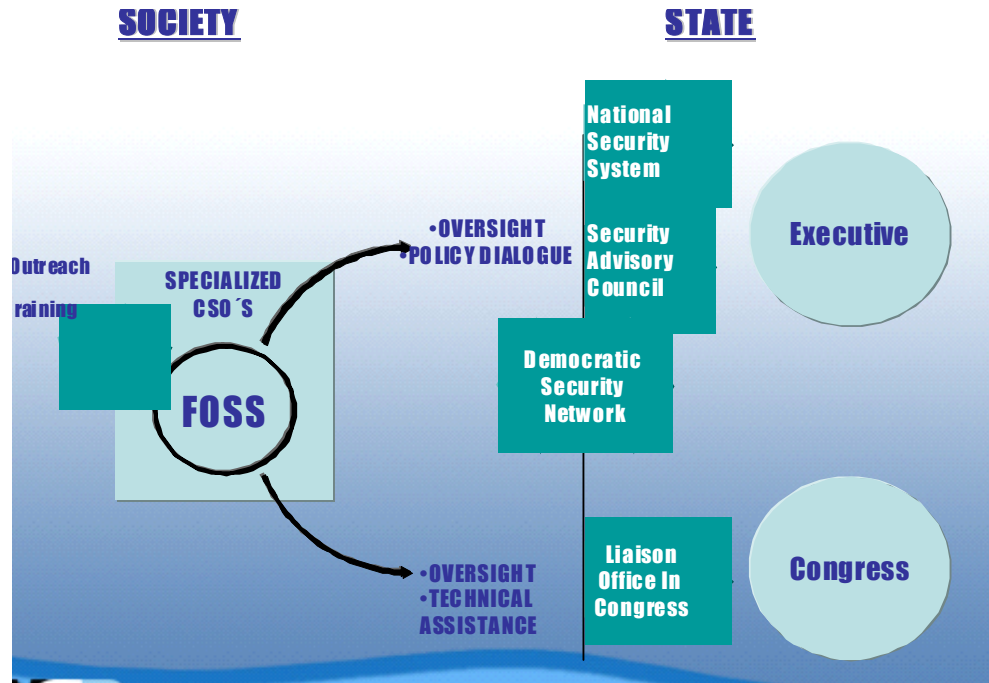 SOCIETY
STATE
National
Security
System
•OVERSIGHT
•POLICY DIALOGUE
Security
Advisory
Council
Executive
Outreach
raining
SPECIALIZED
CSO´S
FOSS
Democratic
Security
Network
•OVERSIGHT
•TECHNICAL
ASSISTANCE
Liaison
Office In
Congress
Congress